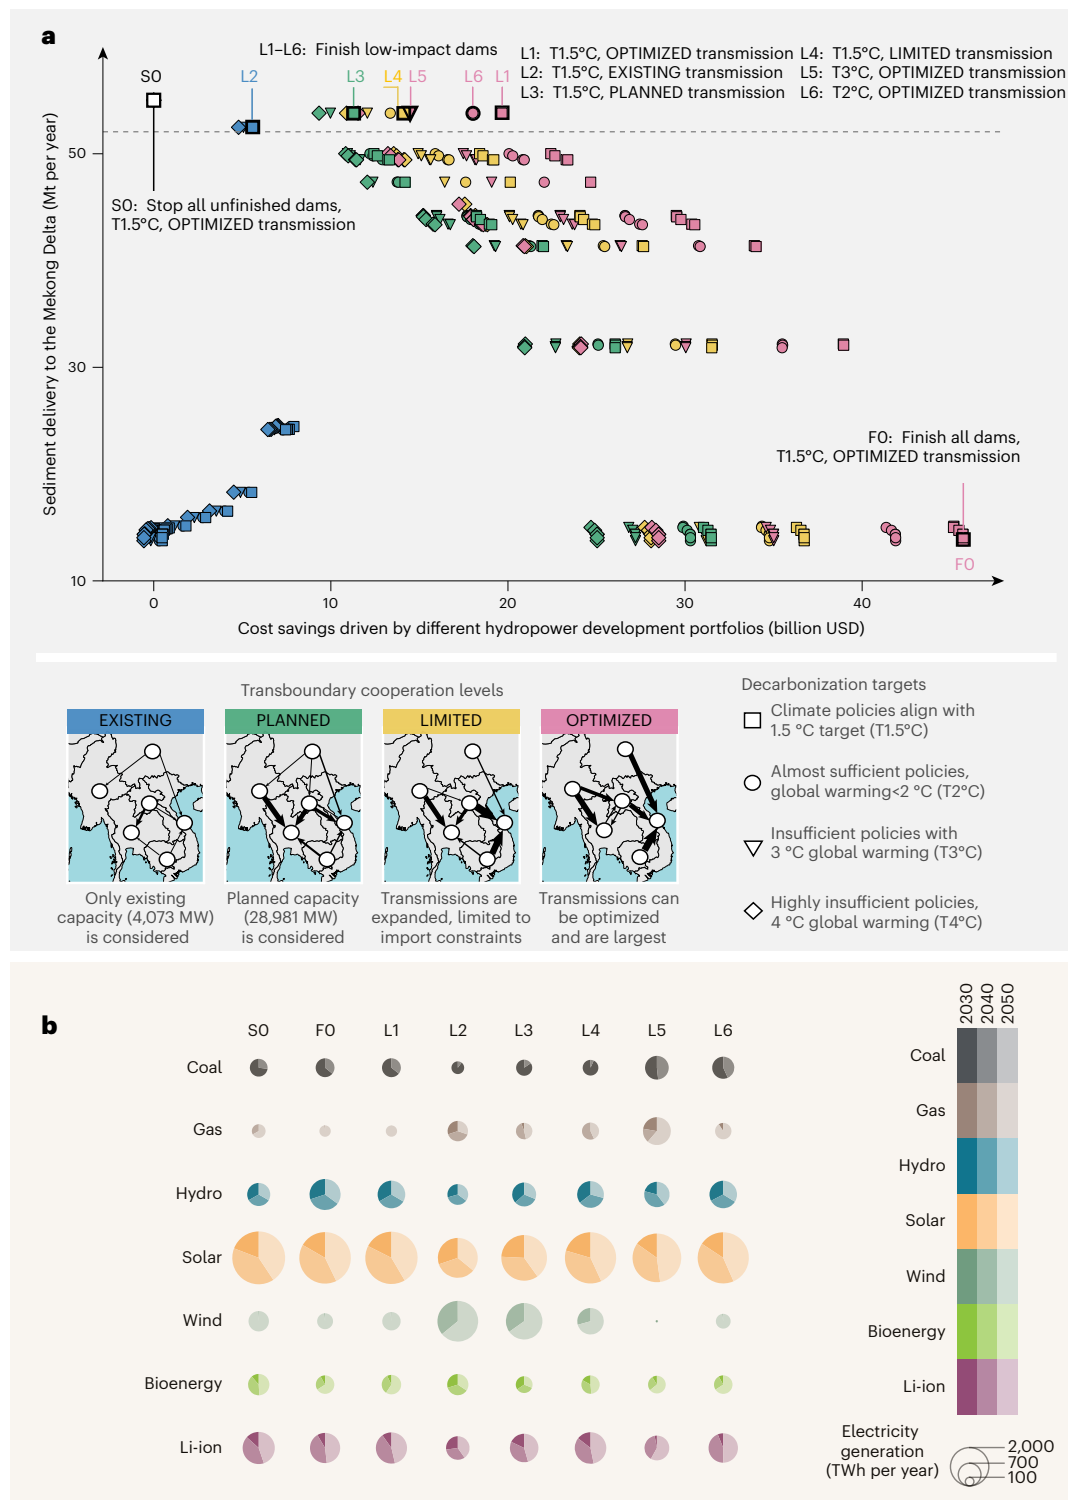 a
L1–L6: Finish low-impact dams
L1: T1.5°C, OPTIMIZED transmission
L2: T1.5°C, EXISTING transmission
L3: T1.5°C, PLANNED transmission
L4: T1.5°C, LIMITED transmission
L5: T3°C, OPTIMIZED transmission
L6: T2°C, OPTIMIZED transmission
S0
L2
L3
L4
L5
L6
L1
S0: Stop all unfinished dams,
T1.5°C, OPTIMIZED transmission
F0: Finish all dams,
T1.5°C, OPTIMIZED transmission
F0
Sediment delivery to the Mekong Delta (Mt per year)
50
30
10
0
10
20
30
40
Cost savings driven by different hydropower development portfolios (billion USD)
Transboundary cooperation levels
EXISTING
PLANNED
LIMITED
OPTIMIZED
Only existing
capacity (4,073 MW)
is considered
Planned capacity
(28,981 MW)
is considered
Transmissions are
expanded, limited to
import constraints
Transmissions can
be optimized
and are largest
Decarbonization targets
Climate policies align with
1.5 °C target (T1.5°C)
Almost sufficient policies,
global warming<2 °C (T2°C)
Insufficient policies with
3 °C global warming (T3°C)
Highly insufficient policies,
4 °C global warming (T4°C)
b
S0
F0
L1
L2
L3
L4
L5
L6
Coal
Gas
Hydro
Solar
Wind
Bioenergy
Li-ion
2030
2040
2050
Coal
Gas
Hydro
Solar
Wind
Bioenergy
Li-ion
Electricity
generation
(TWh per year)
2,000
700
100